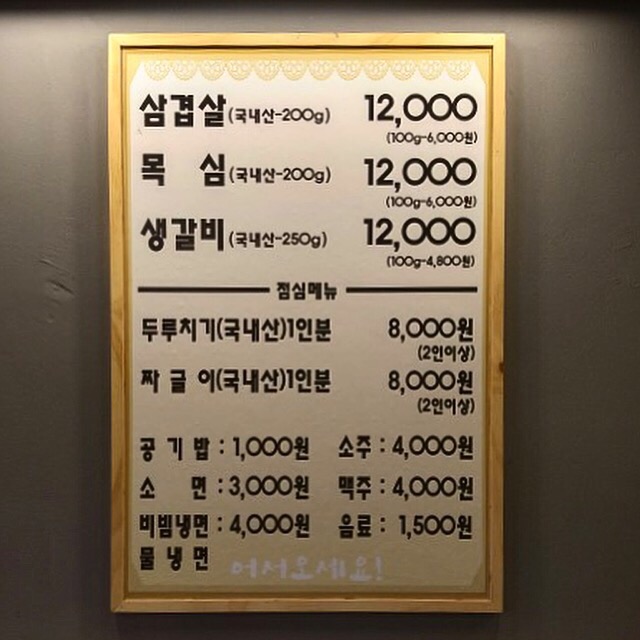 삼겹살(국내산-200g) 12,000
(100g-6,000원)
목 심(국내산-200g) 12,000
(100g-6,000원)
생갈비(국내산-250g) 12,000
(100g-4,800원)
점심메뉴
두루치기(국내산)1인분 8,000원
(2인이상)
짜글이(국내산)1인분 8,000원
(2인이상)
공기밥 : 1,000원 소주 : 4,000원
소 면 : 3,000원 맥주 : 4,000원
비빔냉면 : 4,000원 음료 : 1,500원
물냉면
어서오세요!